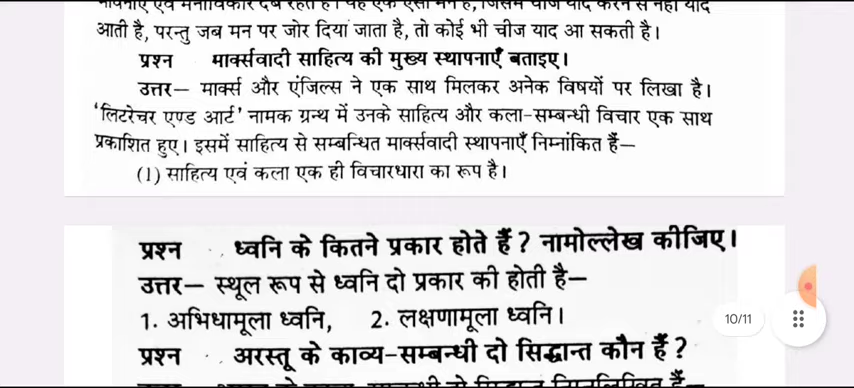 आती है, परन्तु जब मन पर जोर दिया जाता है, तो कोई भी चीज याद आ सकती है।
प्रश्न मार्क्सवादी साहित्य की मुख्य स्थापनाएँ बताइए।
उत्तर— मार्क्स और एंजिल्स ने एक साथ मिलकर अनेक विषयों पर लिखा है।
'लिटरेचर एण्ड आर्ट' नामक ग्रन्थ में उनके साहित्य और कला-सम्बन्धी विचार एक साथ
प्रकाशित हुए। इसमें साहित्य से सम्बन्धित मार्क्सवादी स्थापनाएँ निम्नांकित हैं—
(1) साहित्य एवं कला एक ही विचारधारा का रूप है।
प्रश्न ध्वनि के कितने प्रकार होते हैं? नामोल्लेख कीजिए।
उत्तर— स्थूल रूप से ध्वनि दो प्रकार की होती है—
1. अभिधामूला ध्वनि, 2. लक्षणामूला ध्वनि।
10/11
प्रश्न अरस्तू के काव्य-सम्बन्धी दो सिद्धान्त कौन हैं?